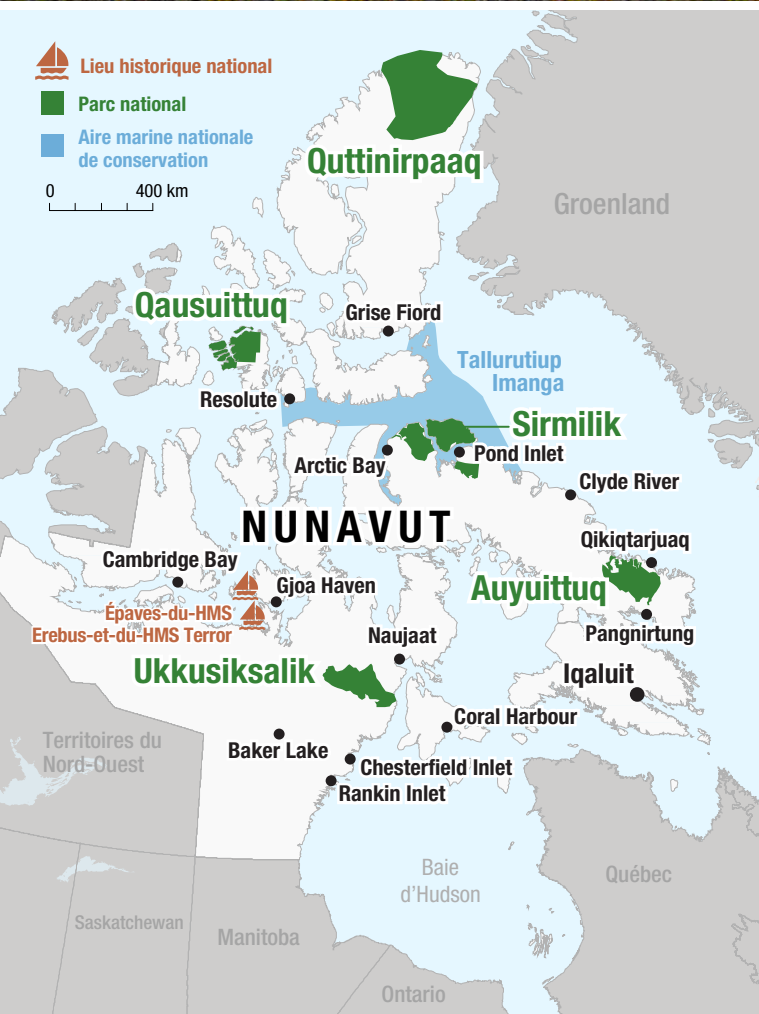 Lieu historique national
Parc national
Aire marine nationale
de conservation
0 400 km
Quttinirpaaq
Groenland
Qausuittuq
Grise Fiord
Tallurutiup
Imanga
Resolute
Sirmilik
Arctic Bay
Pond Inlet
Clyde River
NUNAVUT
Qikiqtarjuaq
Cambridge Bay
Gjoa Haven
Auyuittuq
Épaves-du-HMS
Erebus-et-du-HMS Terror
Naujaat
Pangnirtung
Ukkusiksalik
Iqaluit
Coral Harbour
Territoires du
Nord-Ouest
Baker Lake
Chesterfield Inlet
Rankin Inlet
Baie
d'Hudson
Québec
Saskatchewan
Manitoba
Ontario